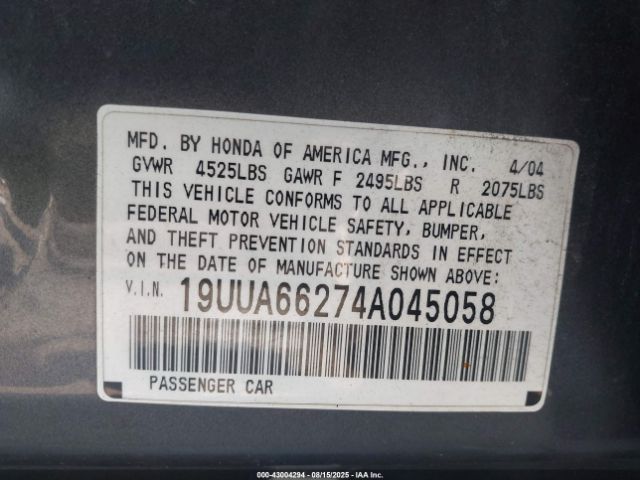 MFD. BY HONDA OF AMERICA MFG., INC. 4/04
GVWR 4525LBS GAWR F 2495LBS R 2075LBS
THIS VEHICLE CONFORMS TO ALL APPLICABLE
FEDERAL MOTOR VEHICLE SAFETY, BUMPER,
AND THEFT PREVENTION STANDARDS IN EFFECT
ON THE DATE OF MANUFACTURE SHOWN ABOVE:
V.I.N. 19UUA66274A045058
PASSENGER CAR
000-43004294 - 08/15/2025 - IAA Inc.